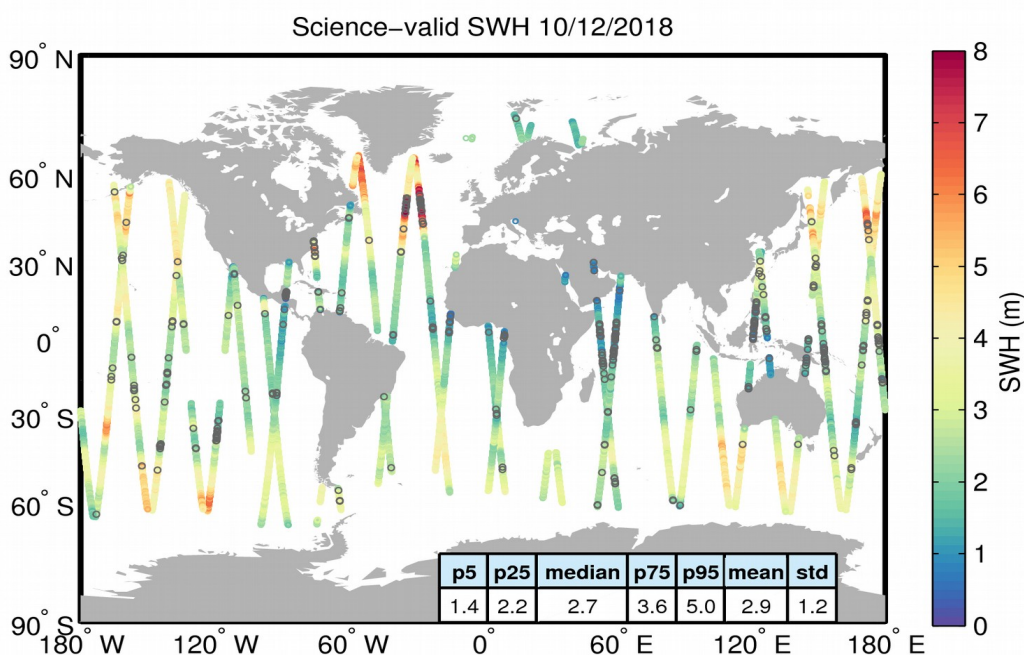 Science-valid SWH 10/12/2018
90° N
60° N
30° N
0°
30° S
60° S
90° S
180° W
120° W
60° W
0°
60° E
120° E
180° E
p5 p25 median p75 p95 mean std
1.4 2.2 2.7 3.6 5.0 2.9 1.2
8
7
6
5
4
3
2
1
0
SWH (m)